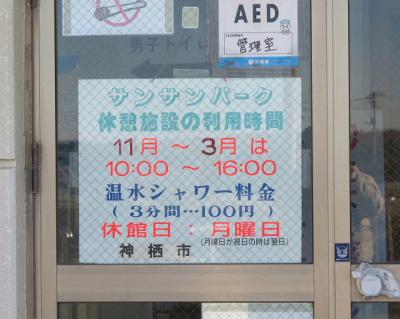 AED
管理室
男子トイレ
サンサンパーク
休憩施設の利用時間
11月 ～ 3月 は
10:00 ～ 16:00
温水シャワー料金
( 3分間…100円 )
休館日 : 月曜日
(月曜日が祝日の時は翌日)
神栖市